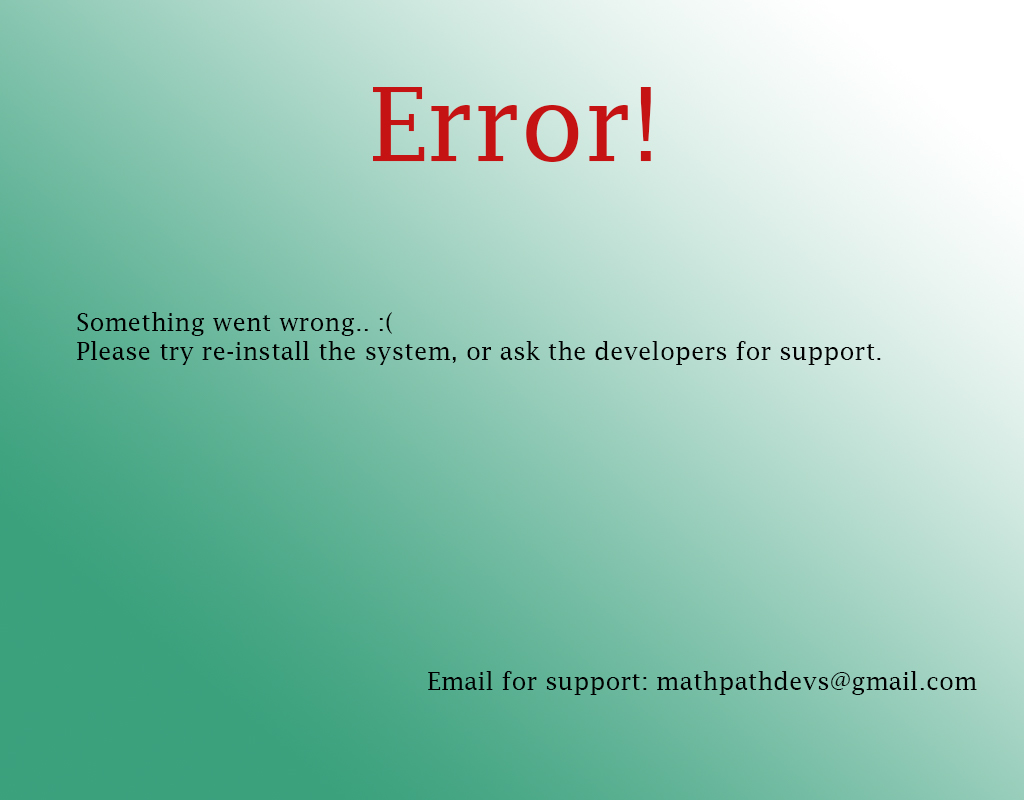 Error!
Something went wrong.. :(
Please try re-install the system, or ask the developers for support.
Email for support: mathpathdevs@gmail.com